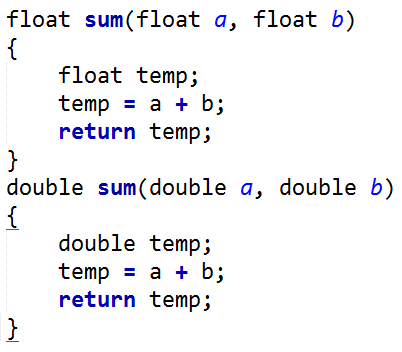 float sum(float a, float b)
{
    float temp;
    temp = a + b;
    return temp;
}
double sum(double a, double b)
{
    double temp;
    temp = a + b;
    return temp;
}